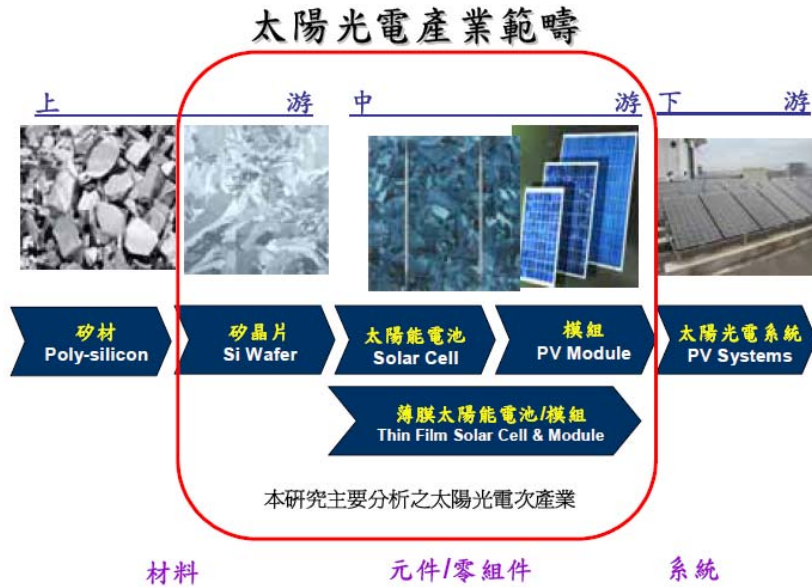 太陽光電產業範疇
上 游 中 游 下 游
矽材
Poly-silicon
矽晶片
Si Wafer
太陽能電池
Solar Cell
模組
PV Module
太陽光電系統
PV Systems
薄膜太陽能電池/模組
Thin Film Solar Cell & Module
本研究主要分析之太陽光電次產業
材料 元件/零組件 系統